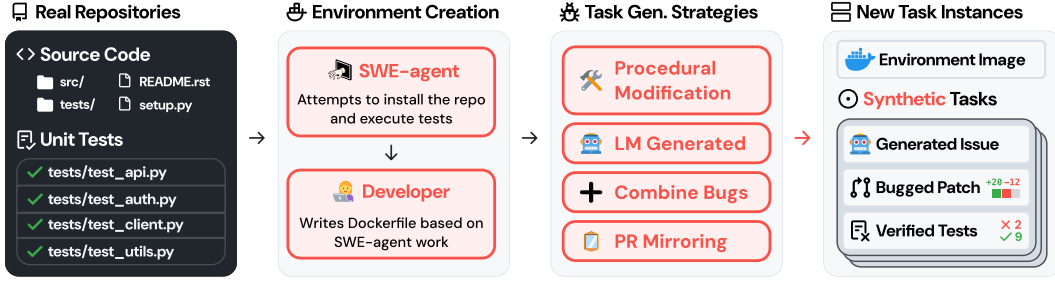 Real Repositories
Source Code
src/
README.rst
tests/
setup.py
Unit Tests
tests/test_api.py
tests/test_auth.py
tests/test_client.py
tests/test_utils.py
Environment Creation
SWE-agent
Attempts to install the repo
and execute tests
Developer
Writes Dockerfile based on
SWE-agent work
Task Gen. Strategies
Procedural
Modification
LM Generated
Combine Bugs
PR Mirroring
New Task Instances
Environment Image
Synthetic Tasks
Generated Issue
Bugged Patch +20 −12
Verified Tests
2
9